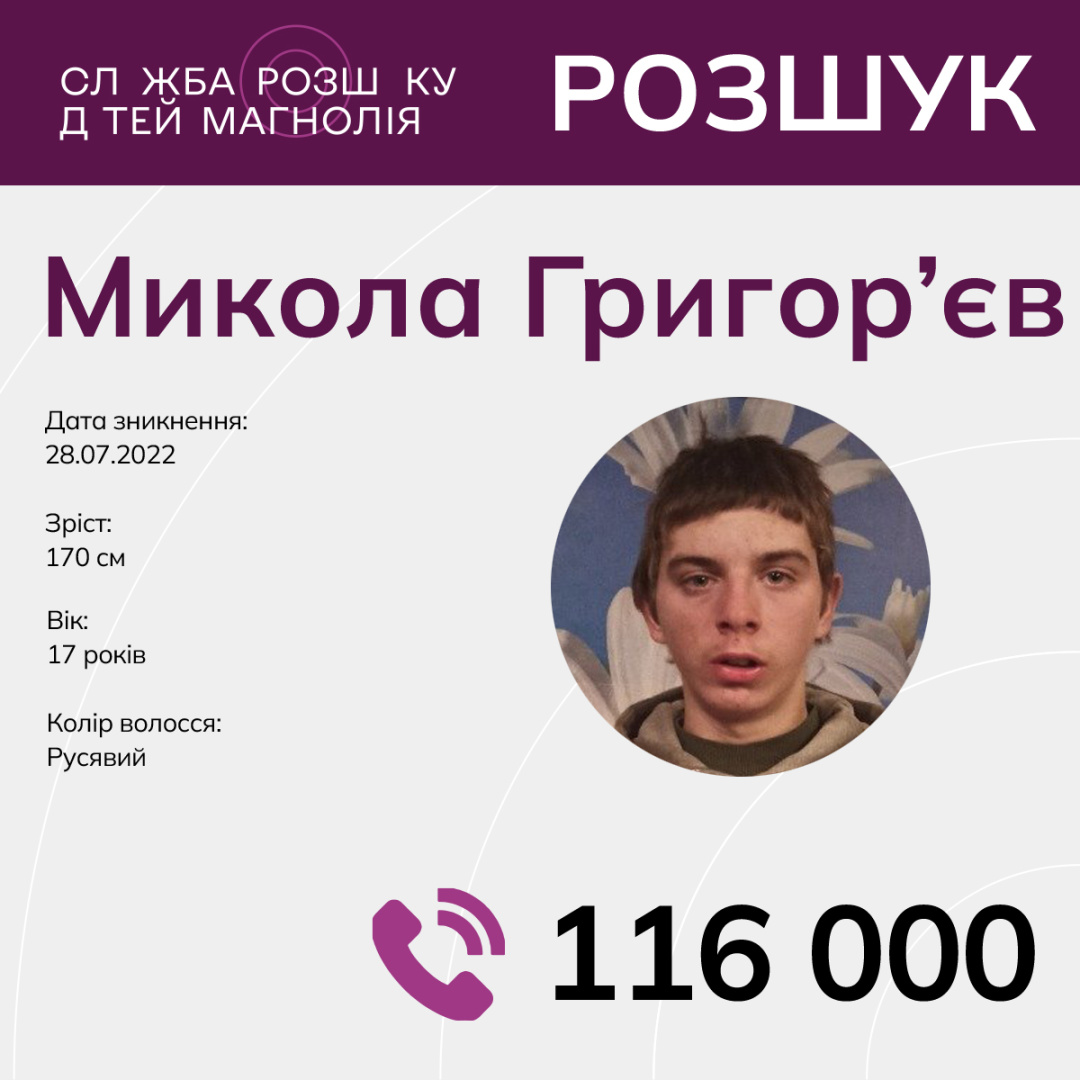 СЛ ЖБА РОЗШ КУ
Д ТЕЙ МАГНОЛІЯ
РОЗШУК
Микола Григор’єв
Дата зникнення:
28.07.2022
Зріст:
170 см
Вік:
17 років
Колір волосся:
Русявий
116 000